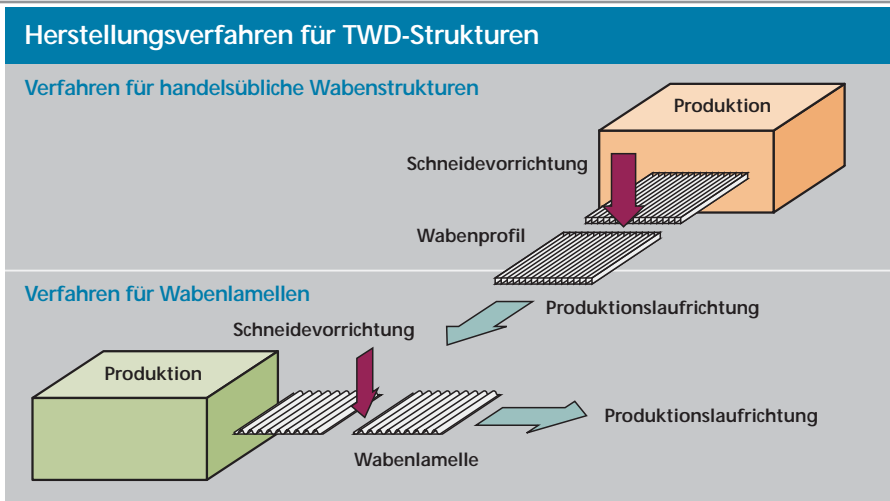 Herstellungsverfahren für TWD-Strukturen
Verfahren für handelsübliche Wabenstrukturen
Produktion
Schneidevorrichtung
Wabenprofil
Verfahren für Wabenlamellen
Produktionslaufrichtung
Schneidevorrichtung
Produktion
Produktionslaufrichtung
Wabenlamelle